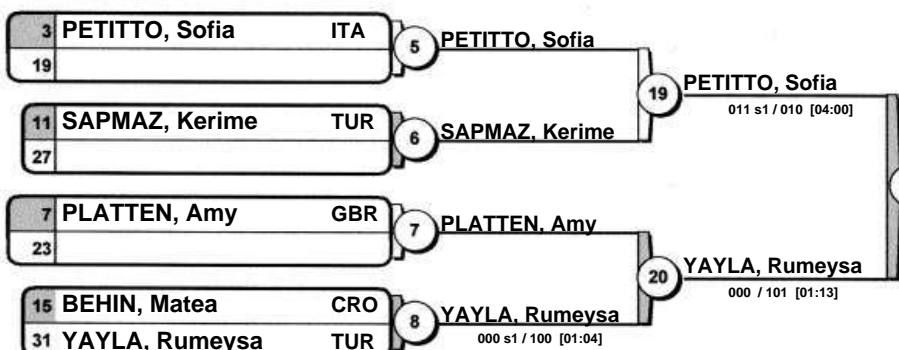 3 PETITTO, Sofia ITA
19
5 PETITTO, Sofia
11 SAPMAZ, Kerime TUR
27
6 SAPMAZ, Kerime
19 PETITTO, Sofia
011 s1 / 010 [04:00]
7 PLATTEN, Amy GBR
23
7 PLATTEN, Amy
15 BEHIN, Matea CRO
31 YAYLA, Rumeysa TUR
8 YAYLA, Rumeysa
000 s1 / 100 [01:04]
20 YAYLA, Rumeysa
000 / 101 [01:13]